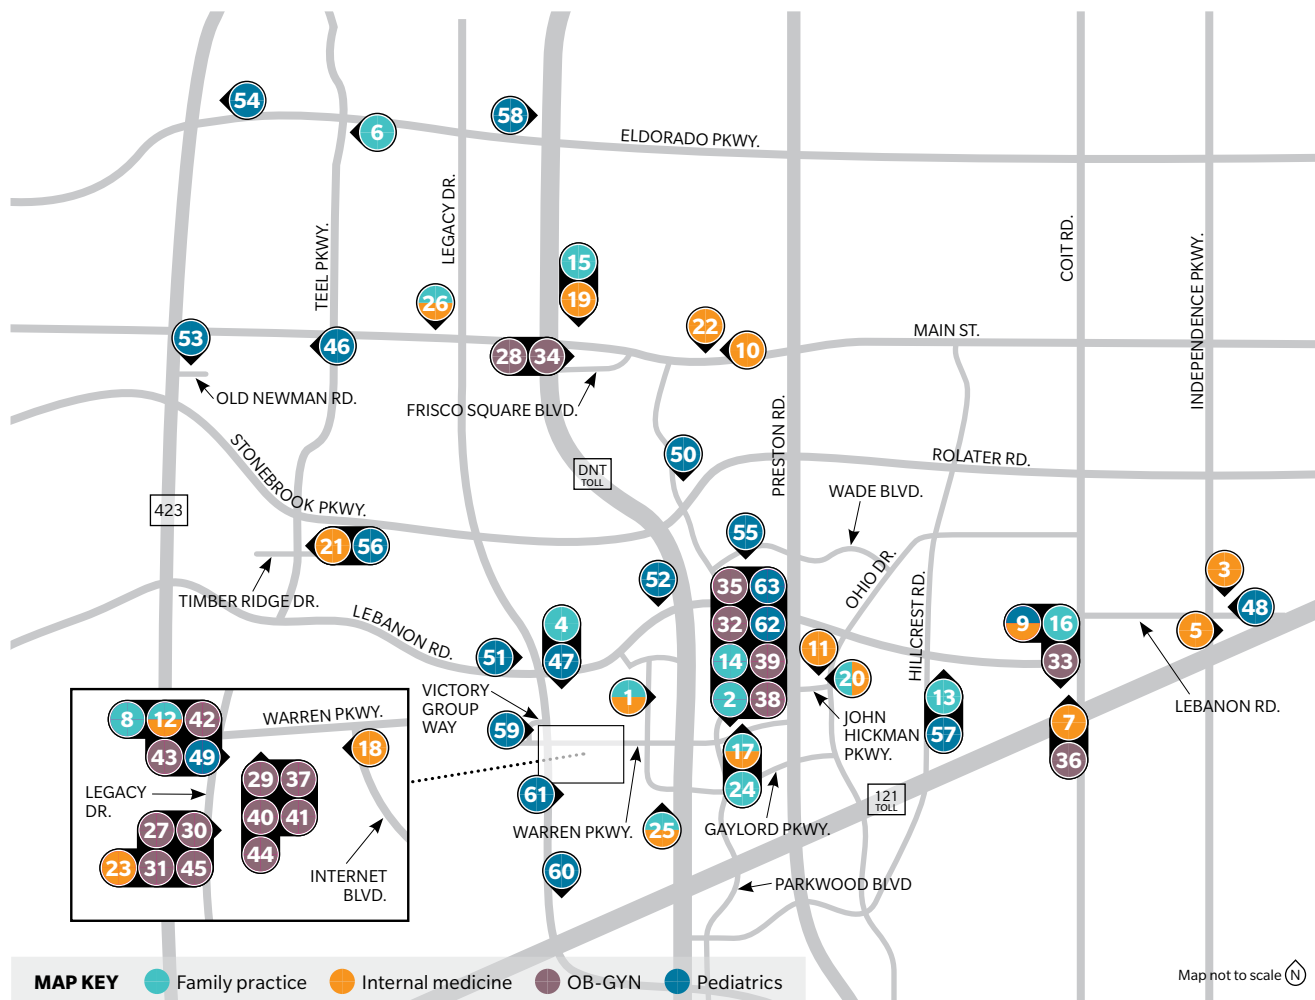 54
58
6
ELDORADO PKWY.
LEGACY DR.
TEEL PKWY.
COIT RD.
INDEPENDENCE PKWY.
15
19
26
22
10
53
46
28 34
MAIN ST.
OLD NEWMAN RD.
FRISCO SQUARE BLVD.
PRESTON RD.
STONEBROOK PKWY.
50
ROLATER RD.
DNT
TOLL
WADE BLVD.
423
55
21 56
52
35 63
32 62
14 39
2 38
OHIO DR.
HILLCREST RD.
3
48
5
TIMBER RIDGE DR.
LEBANON RD.
4
47
51
9 16
33
11
20
1
VICTORY
GROUP
WAY
13
57
LEBANON RD.
JOHN
HICKMAN
PKWY.
7
36
59
8 12 42
43 49
WARREN PKWY.
18
29 37
40 41
44
LEGACY
DR.
27 30
23 31 45
INTERNET
BLVD.
17
24
61
121
TOLL
WARREN PKWY.
25
GAYLORD PKWY.
60
PARKWOOD BLVD
MAP KEY Family practice Internal medicine OB-GYN Pediatrics
Map not to scale N